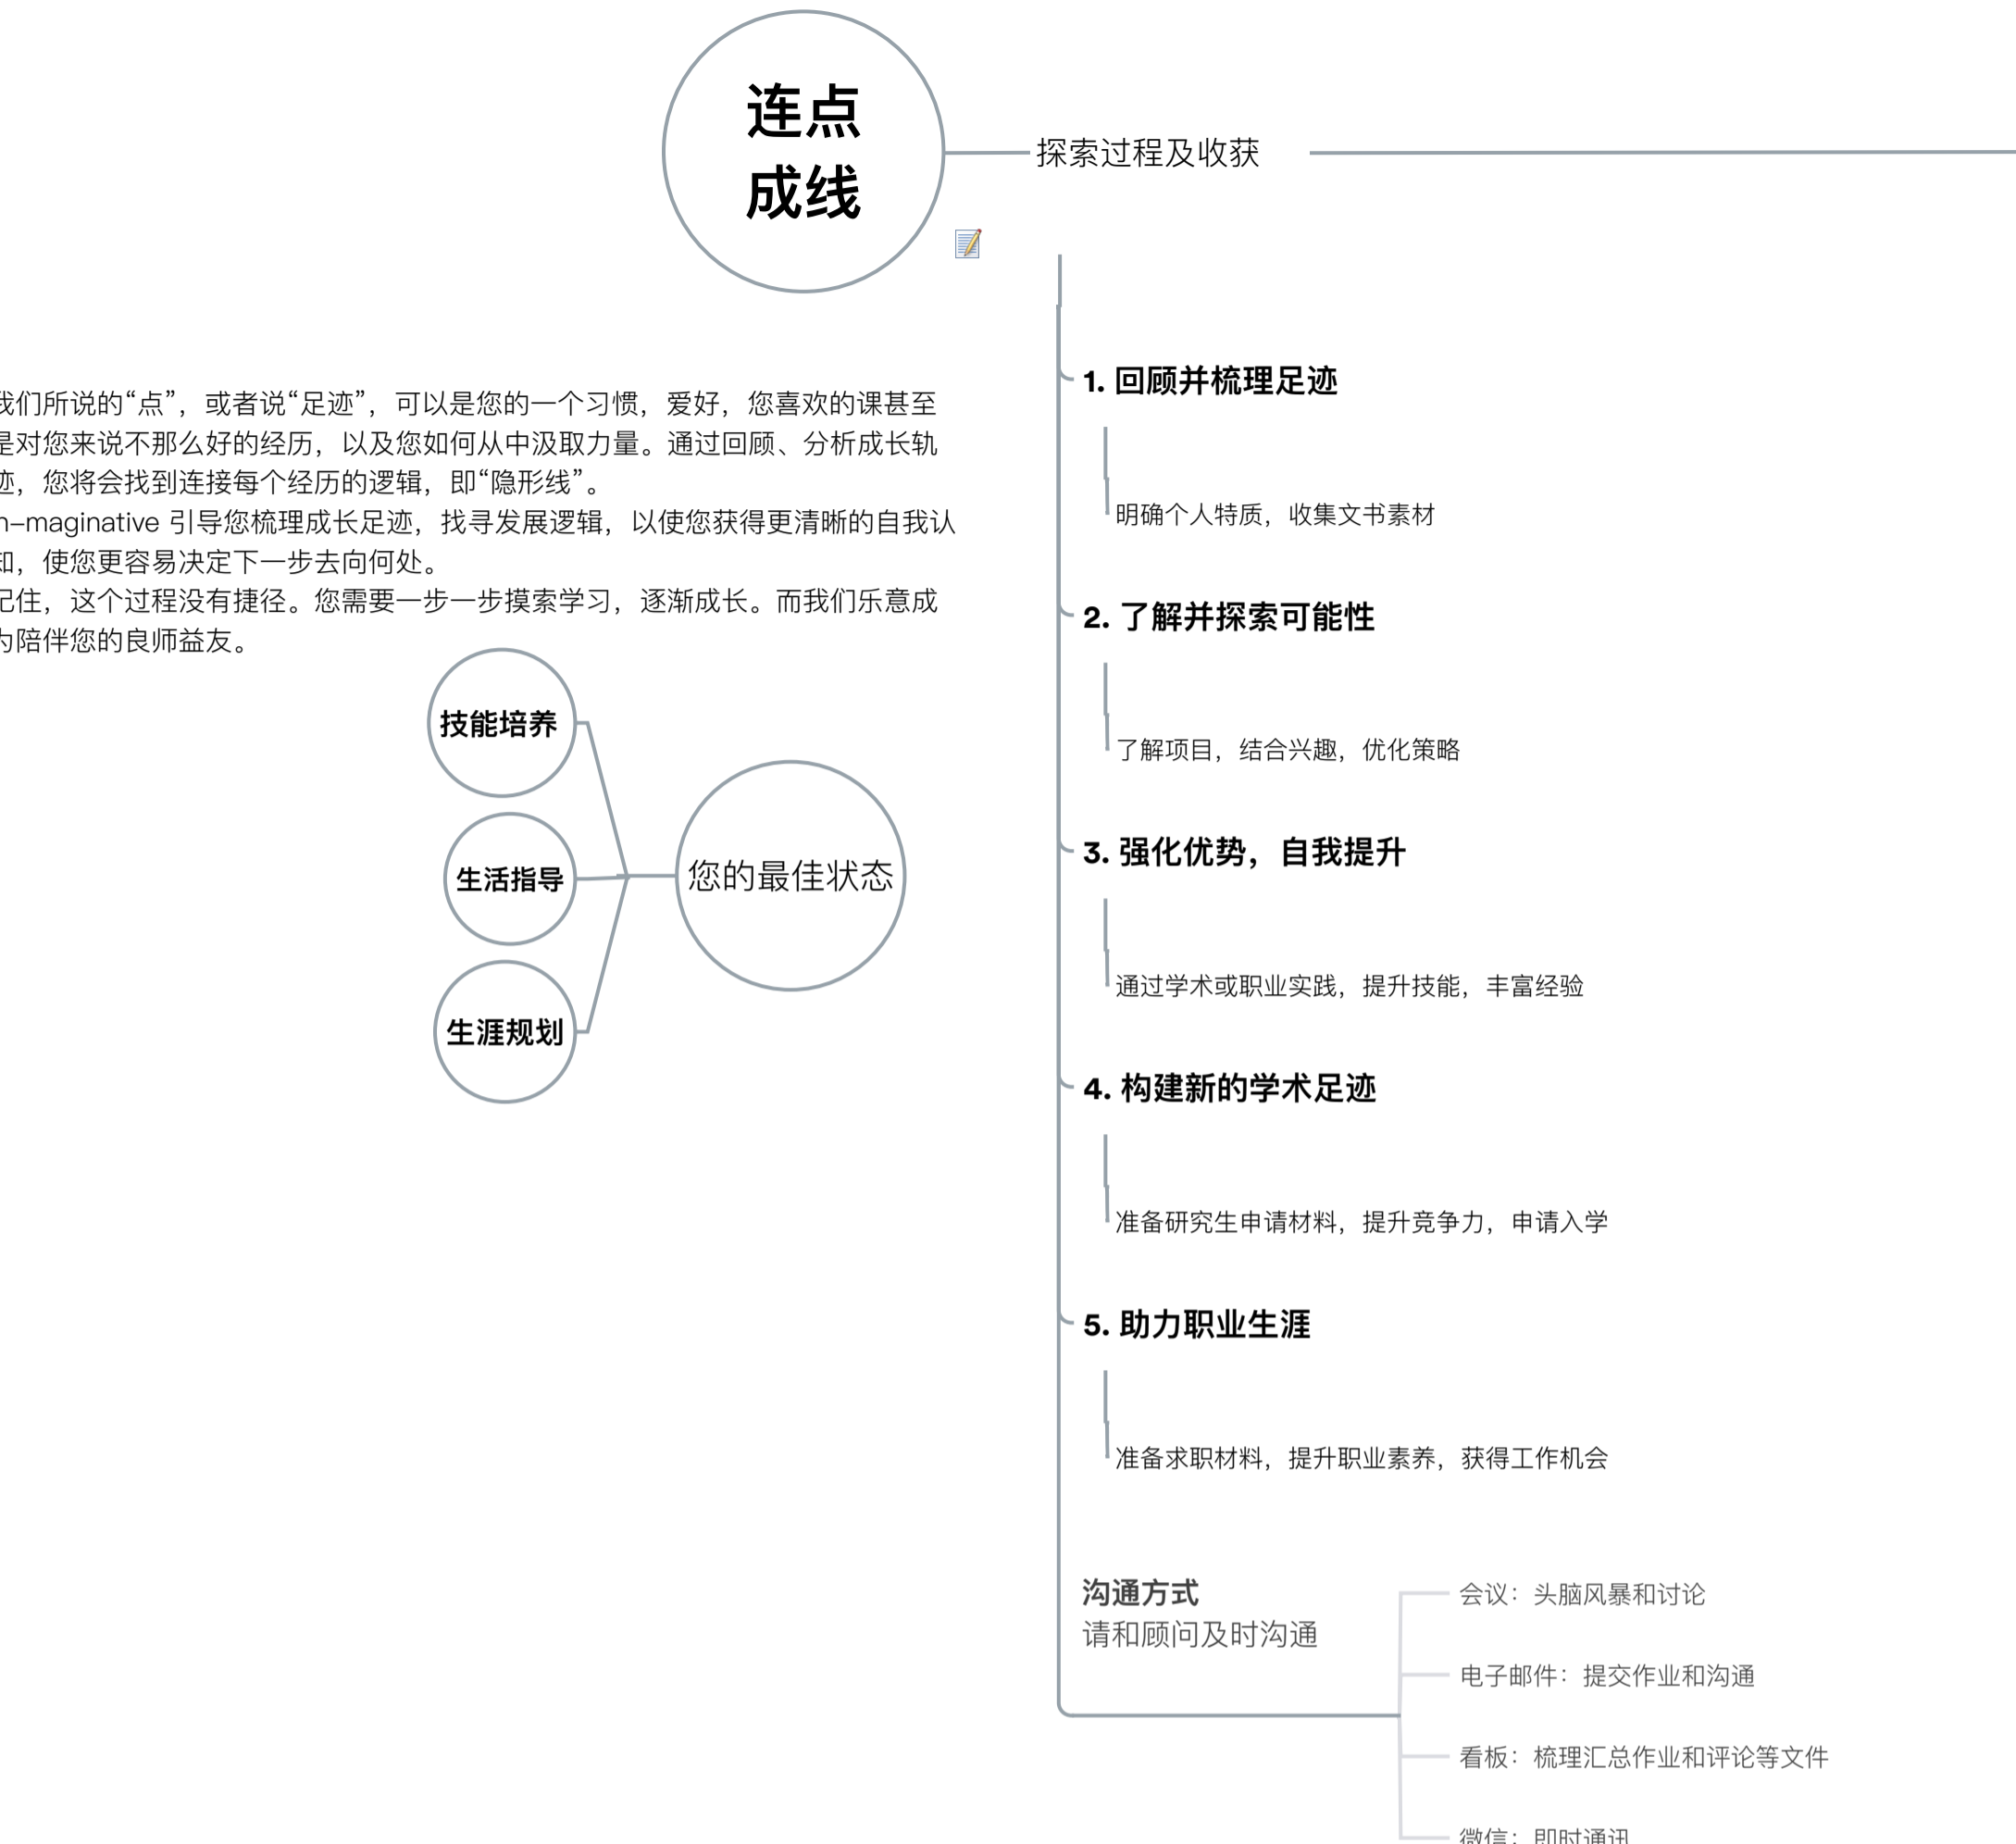 连点
成线
探索过程及收获
我们所说的“点”，或者说“足迹”，可以是您的一个习惯，爱好，您喜欢的课甚至
是对您来说不那么好的经历，以及您如何从中汲取力量。通过回顾、分析成长轨
迹，您将会找到连接每个经历的逻辑，即“隐形线”。
n-maginative 引导您梳理成长足迹，找寻发展逻辑，以使您获得更清晰的自我认
知，使您更容易决定下一步去向何处。
记住，这个过程没有捷径。您需要一步一步摸索学习，逐渐成长。而我们乐意成
为陪伴您的良师益友。
技能培养
生活指导
生涯规划
您的最佳状态
1. 回顾并梳理足迹
明确个人特质，收集文书素材
2. 了解并探索可能性
了解项目，结合兴趣，优化策略
3. 强化优势，自我提升
通过学术或职业实践，提升技能，丰富经验
4. 构建新的学术足迹
准备研究生申请材料，提升竞争力，申请入学
5. 助力职业生涯
准备求职材料，提升职业素养，获得工作机会
沟通方式
请和顾问及时沟通
会议：头脑风暴和讨论
电子邮件：提交作业和沟通
看板：梳理汇总作业和评论等文件
微信：即时通讯